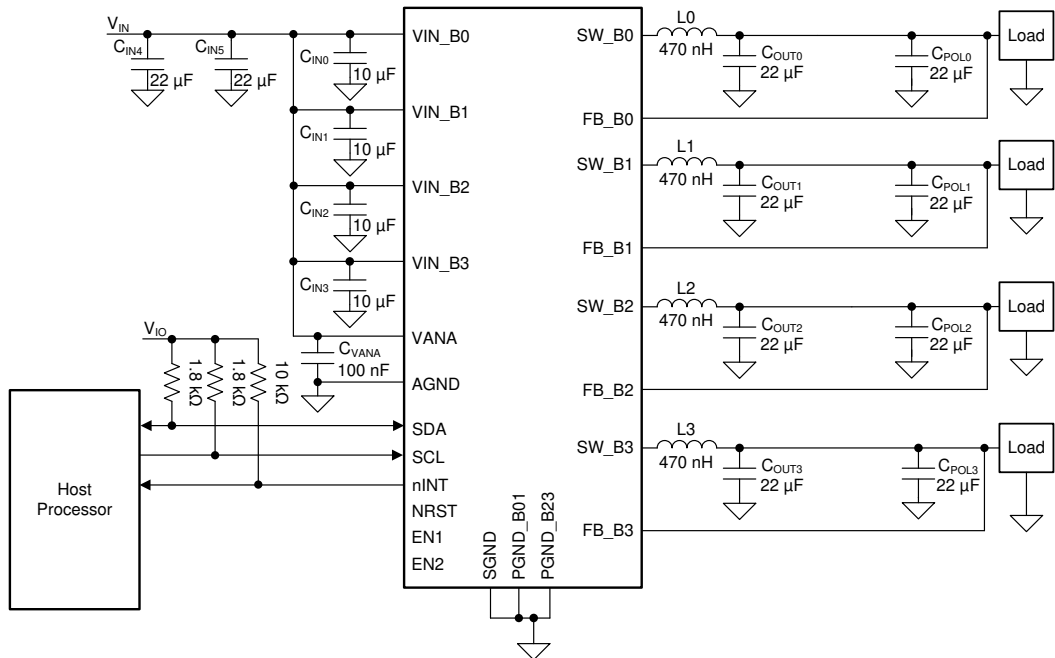 VIN
CIN4
22 µF
CIN5
22 µF
CIN0
10 µF
CIN1
10 µF
CIN2
10 µF
CIN3
10 µF
CVANA
100 nF
VIO
1.8 kΩ
1.8 kΩ
10 kΩ
Host
Processor
VIN_B0
VIN_B1
VIN_B2
VIN_B3
VANA
AGND
SDA
SCL
nINT
NRST
EN1
EN2
SGND
PGND_B01
PGND_B23
SW_B0
FB_B0
SW_B1
FB_B1
SW_B2
FB_B2
SW_B3
FB_B3
L0
470 nH
COUT0
22 µF
CPOL0
22 µF
Load
L1
470 nH
COUT1
22 µF
CPOL1
22 µF
Load
L2
470 nH
COUT2
22 µF
CPOL2
22 µF
Load
L3
470 nH
COUT3
22 µF
CPOL3
22 µF
Load